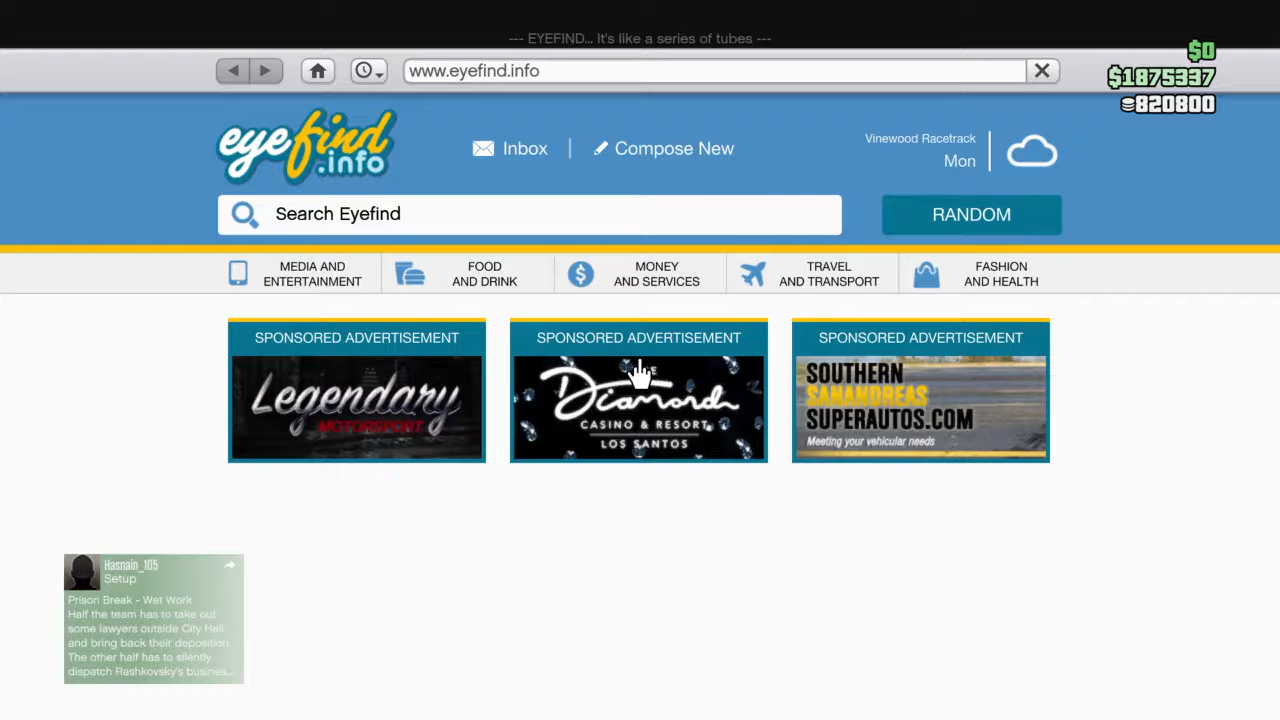 --- EYEFIND... It's like a series of tubes ---
www.eyefind.info
$0
$1875337
820800
eyefind.info
Inbox
Compose New
Vinewood Racetrack
Mon
Search Eyefind
RANDOM
MEDIA AND ENTERTAINMENT
FOOD AND DRINK
MONEY AND SERVICES
TRAVEL AND TRANSPORT
FASHION AND HEALTH
SPONSORED ADVERTISEMENT
Legendary
MOTORSPORT
SPONSORED ADVERTISEMENT
Diamond
CASINO & RESORT
LOS SANTOS
SPONSORED ADVERTISEMENT
SOUTHERN
SANANDREAS
SUPERAUTOS.COM
Meeting your vehicular needs
Hasnain_105
Setup
Prison Break - Wet Work
Half the team has to take out
some lawyers outside City Hall
and bring back their deposition.
The other half has to silently
dispatch Rashkovsky's busines...